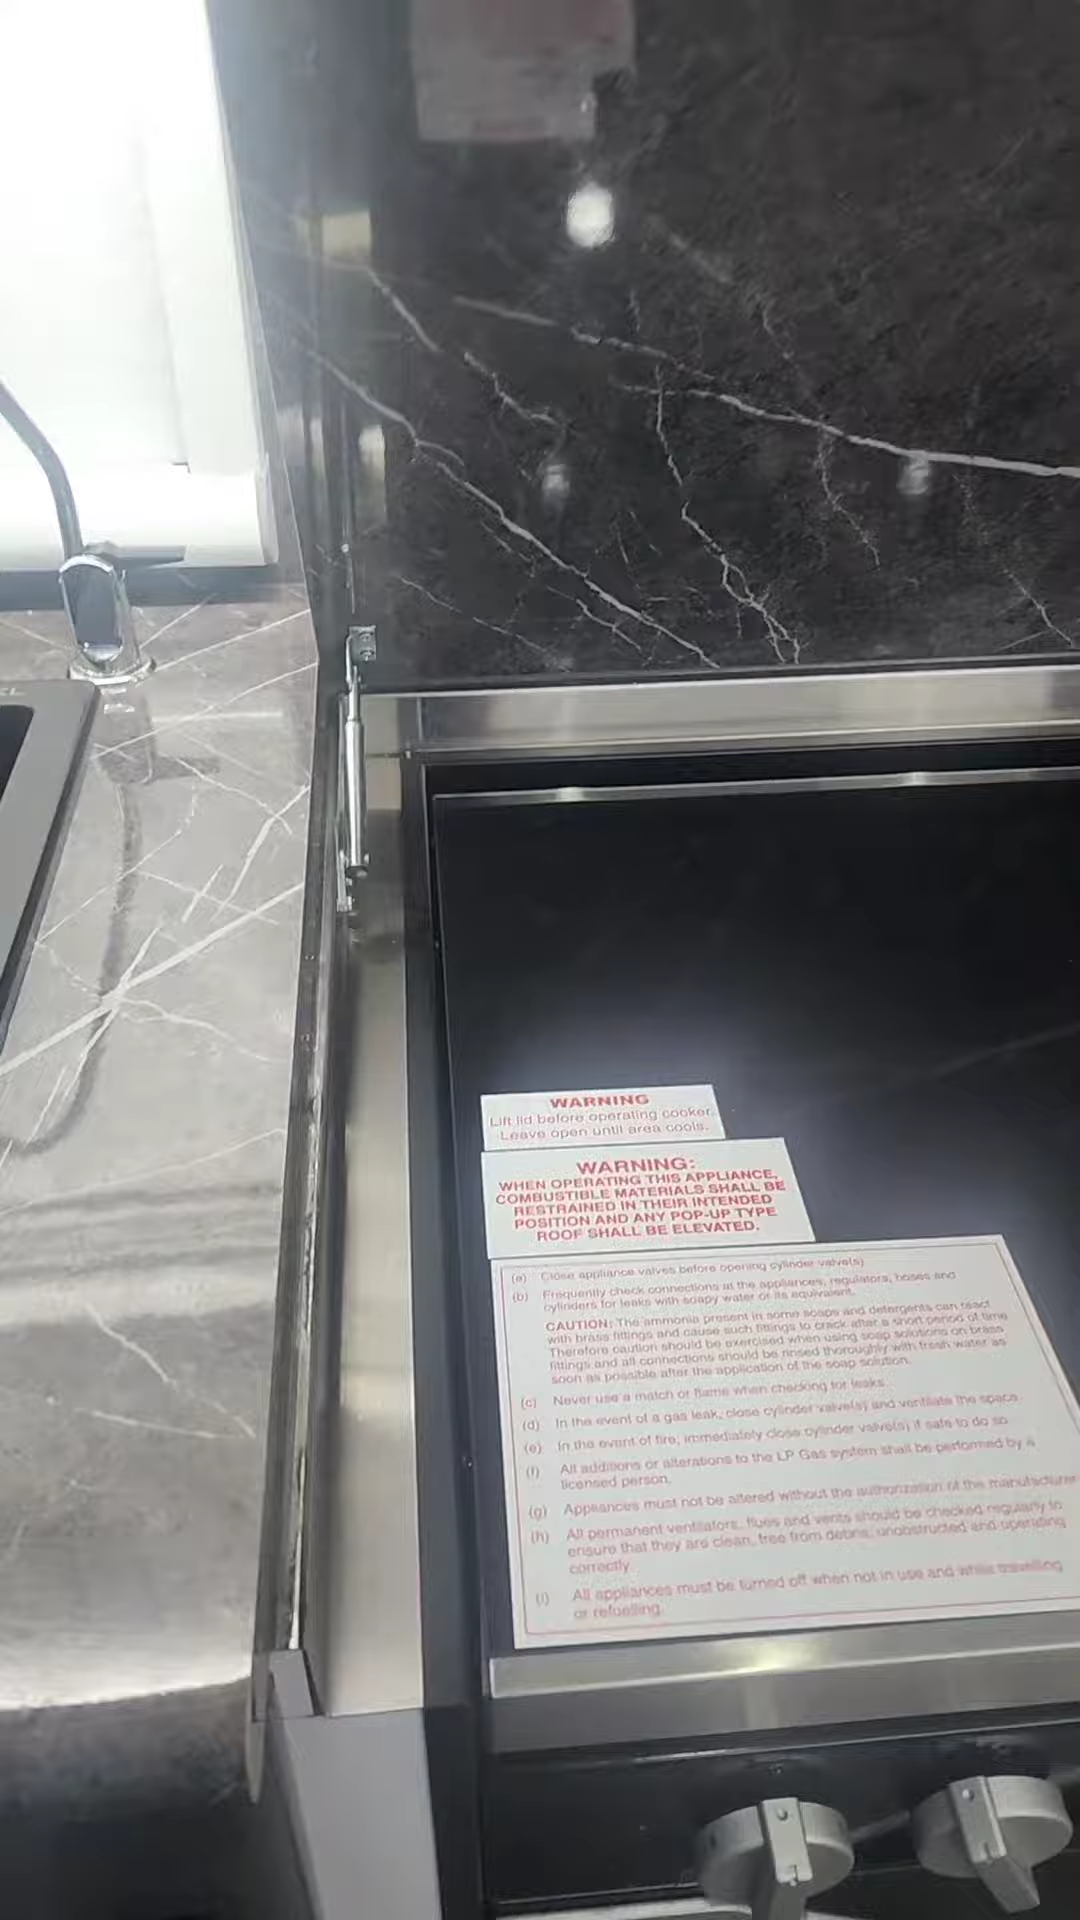 WARNING
Lift lid before operating cooker.
Leave open until area cools.
WARNING:
WHEN OPERATING THIS APPLIANCE,
COMBUSTIBLE MATERIALS SHALL BE
RESTRAINED IN THEIR INTENDED
POSITION AND ANY POP-UP TYPE
ROOF SHALL BE ELEVATED.
(a) Close appliance valves before opening cylinder valve(s)
(b) Frequently check connections at the appliances, regulators, hoses and
cylinders for leaks with soapy water or its equivalent.
CAUTION: The ammonia present in some soaps and detergents can react
with brass fittings and cause such fittings to crack after a short period of time
Therefore caution should be exercised when using soap solutions on brass
fittings and all connections should be rinsed thoroughly with fresh water as
soon as possible after the application of the soap solution.
(c) Never use a match or flame when checking for leaks
(d) In the event of a gas leak, close cylinder valve(s) and ventilate the space.
(e) In the event of fire, immediately close cylinder valve(s) if safe to do so
(f) All additions or alterations to the LP Gas system shall be performed by a
licensed person.
(g) Appliances must not be altered without the authorization of the manufacturer
(h) All permanent ventilators, flues and vents should be checked regularly to
ensure that they are clean, free from debris, unobstructed and operating
correctly.
(i) All appliances must be turned off when not in use and while travelling
or refuelling.